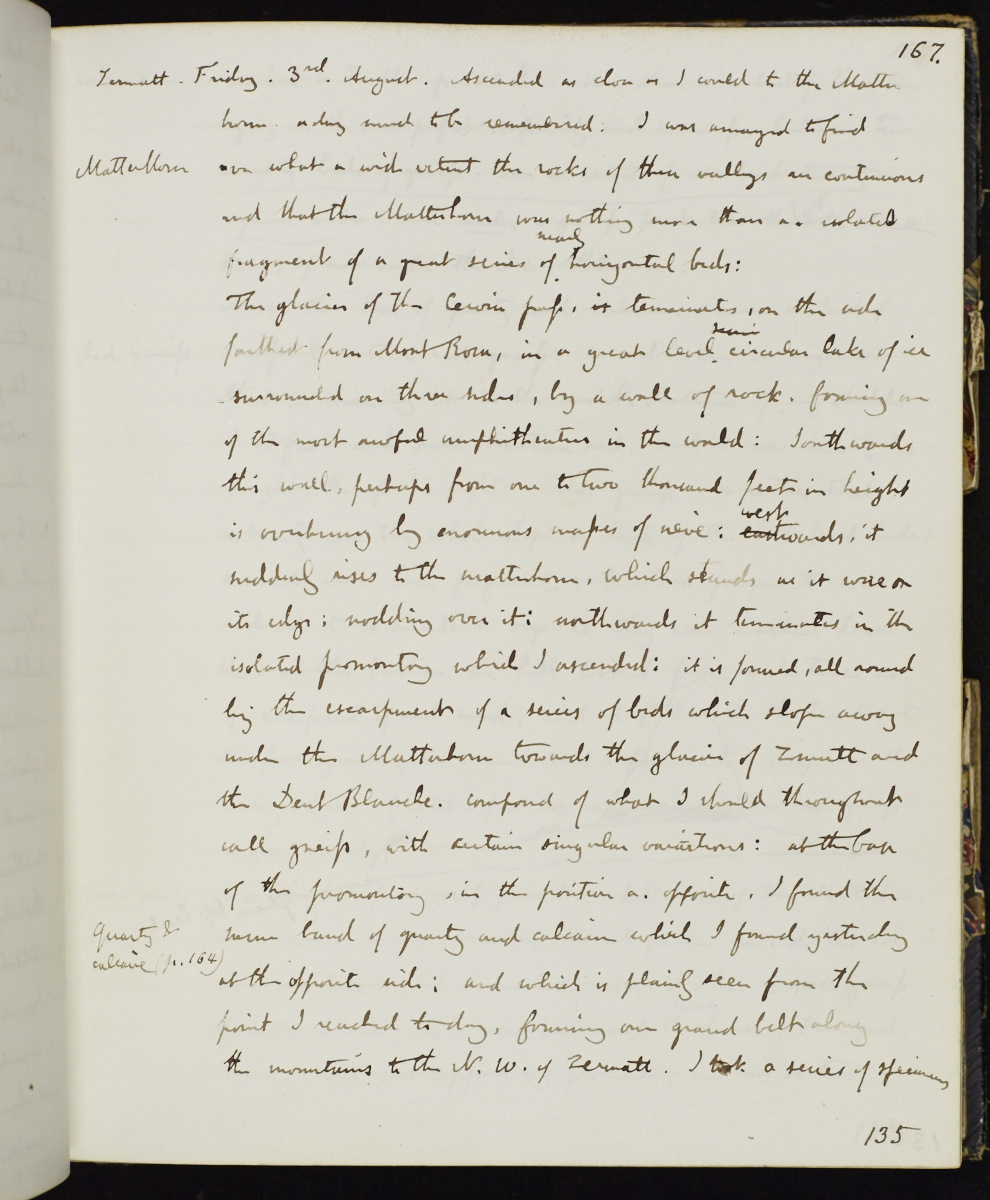 167.
Zermatt. Friday. 3rd. August. Ascended as close as I could to the Matter
horn. a day much to be remembered. I was amazed to find
Matterhorn
over what a wide extent the rocks of these valleys are continuous
and that the Matterhorn was nothing more than an isolated
nearly
fragment of a great series of horizontal beds:
The glacier of the Cervin pass, it terminates, on the side
semi
farthest from Mont Rosa, in a great level circular lake of ice
surrounded on three sides, by a wall of rock. forming one
of the most awful amphitheatres in the world: Southwards
this wall, perhaps from one to two thousand feet in height
west
is overhung by enormous masses of névé: eastwards, it
suddenly rises to the matterhorn, which stands as it were on
its edge; nodding over it: northwards it terminates in the
isolated promontory which I ascended: it is formed, all round
by the escarpment of a series of beds which slope away
under the Matterhorn towards the glacier of Zmutt and
the Dent Blanche. composed of what I should throughout
call gneiss, with certain singular variations: at the base
of the promontory, in the position a. opposite. I found the
Quartz &
calcaire (p. 164)
same band of quartz and calcaire which I found yesterday
at the opposite side; and which is plainly seen from the
point I reached to day, forming one grand belt along
the mountains to the N. W. of Zermatt. I took a series of specimens
135